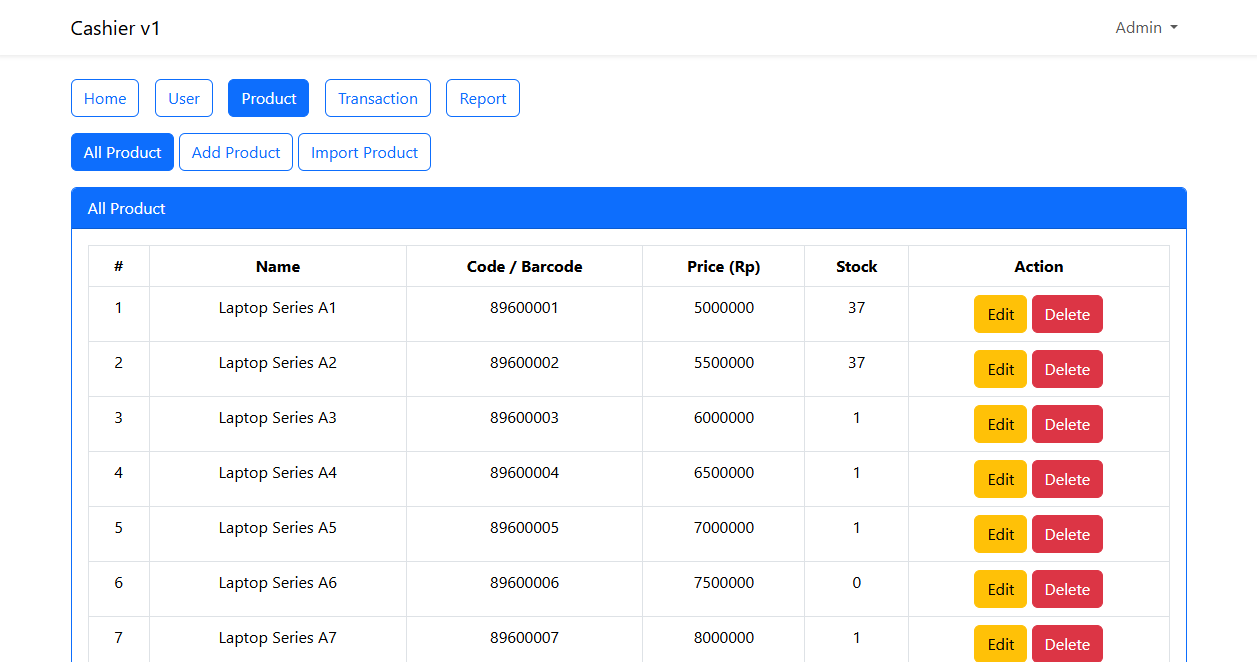 Cashier v1 Admin
Home User Product Transaction Report
All Product Add Product Import Product
All Product
# Name Code / Barcode Price (Rp) Stock Action
1 Laptop Series A1 89600001 5000000 37 Edit Delete
2 Laptop Series A2 89600002 5500000 37 Edit Delete
3 Laptop Series A3 89600003 6000000 1 Edit Delete
4 Laptop Series A4 89600004 6500000 1 Edit Delete
5 Laptop Series A5 89600005 7000000 1 Edit Delete
6 Laptop Series A6 89600006 7500000 0 Edit Delete
7 Laptop Series A7 89600007 8000000 1 Edit Delete